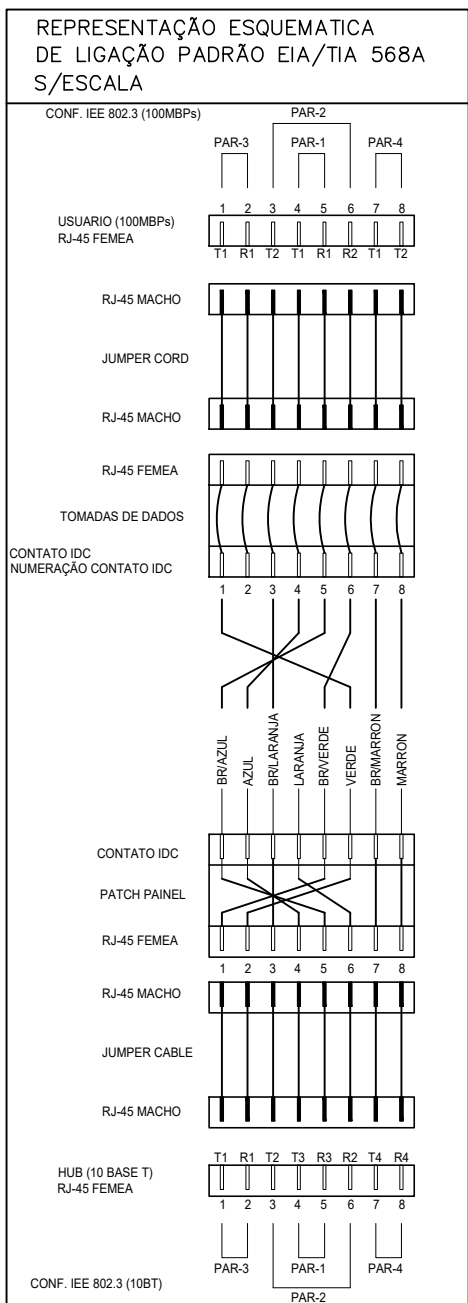 REPRESENTAÇÃO ESQUEMATICA
DE LIGAÇÃO PADRÃO EIA/TIA 568A
S/ESCALA
CONF. IEE 802.3 (100MBPs)
PAR-2
PAR-3 PAR-1 PAR-4
1 2 3 4 5 6 7 8
USUARIO (100MBPs)
RJ-45 FEMEA
T1 R1 T2 T1 R1 R2 T1 T2
RJ-45 MACHO
JUMPER CORD
RJ-45 MACHO
RJ-45 FEMEA
TOMADAS DE DADOS
CONTATO IDC
NUMERAÇÃO CONTATO IDC
1 2 3 4 5 6 7 8
BR/AZUL
AZUL
BR/LARANJA
LARANJA
BR/VERDE
VERDE
BR/MARRON
MARRON
CONTATO IDC
PATCH PAINEL
RJ-45 FEMEA
1 2 3 4 5 6 7 8
RJ-45 MACHO
JUMPER CABLE
RJ-45 MACHO
T1 R1 T2 T3 R3 R2 T4 R4
HUB (10 BASE T)
RJ-45 FEMEA
1 2 3 4 5 6 7 8
PAR-3 PAR-1 PAR-4
CONF. IEE 802.3 (10BT)
PAR-2